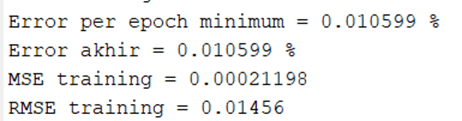 Error per epoch minimum = 0.010599 %
Error akhir = 0.010599 %
MSE training = 0.00021198
RMSE training = 0.01456